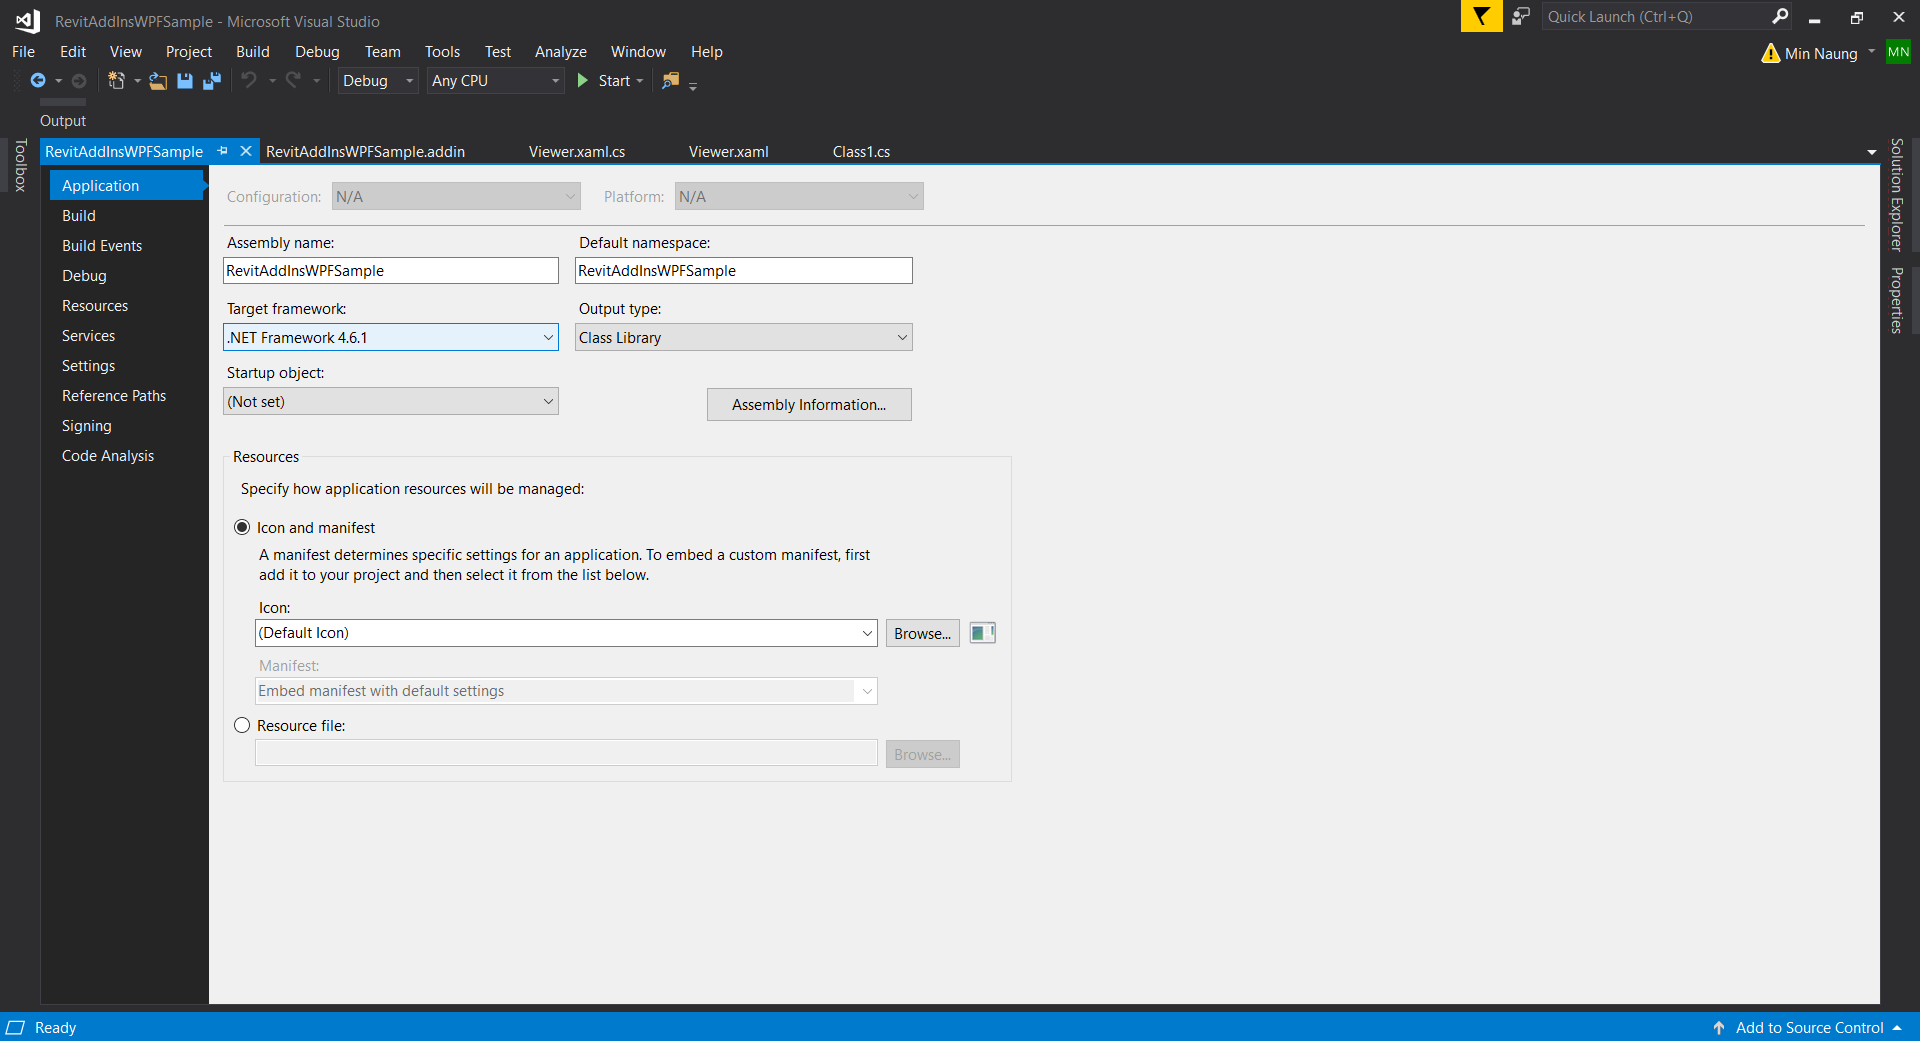 RevitAddInsWPFSample - Microsoft Visual Studio
Quick Launch (Ctrl+Q)
File Edit View Project Build Debug Team Tools Test Analyze Window Help
Min Naung MN
Debug Any CPU Start
Output
Toolbox
RevitAddInsWPFSample RevitAddInsWPFSample.addin Viewer.xaml.cs Viewer.xaml Class1.cs
Solution Explorer
Properties
Application
Build
Build Events
Debug
Resources
Services
Settings
Reference Paths
Signing
Code Analysis
Configuration: N/A Platform: N/A
Assembly name: Default namespace:
RevitAddInsWPFSample RevitAddInsWPFSample
Target framework: Output type:
.NET Framework 4.6.1 Class Library
Startup object:
(Not set) Assembly Information...
Resources
Specify how application resources will be managed:
Icon and manifest
A manifest determines specific settings for an application. To embed a custom manifest, first
add it to your project and then select it from the list below.
Icon:
(Default Icon) Browse...
Manifest:
Embed manifest with default settings
Resource file:
Browse...
Ready Add to Source Control